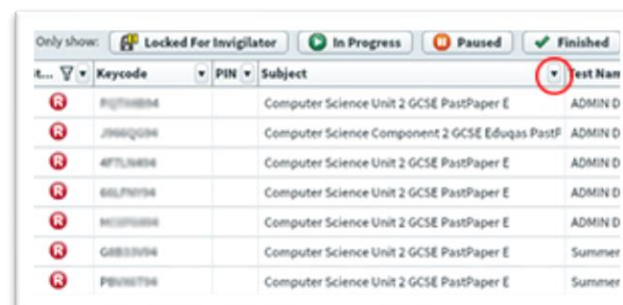 Only show: Locked For Invigilator In Progress Paused Finished
t... Keycode PIN Subject Test Nam
R Computer Science Unit 2 GCSE PastPaper E ADMIN D
R Computer Science Component 2 GCSE Eduqas PastP ADMIN D
R Computer Science Unit 2 GCSE PastPaper E ADMIN D
R Computer Science Unit 2 GCSE PastPaper E ADMIN D
R Computer Science Unit 2 GCSE PastPaper E ADMIN D
R Computer Science Unit 2 GCSE PastPaper E Summer
R Computer Science Unit 2 GCSE PastPaper E Summer